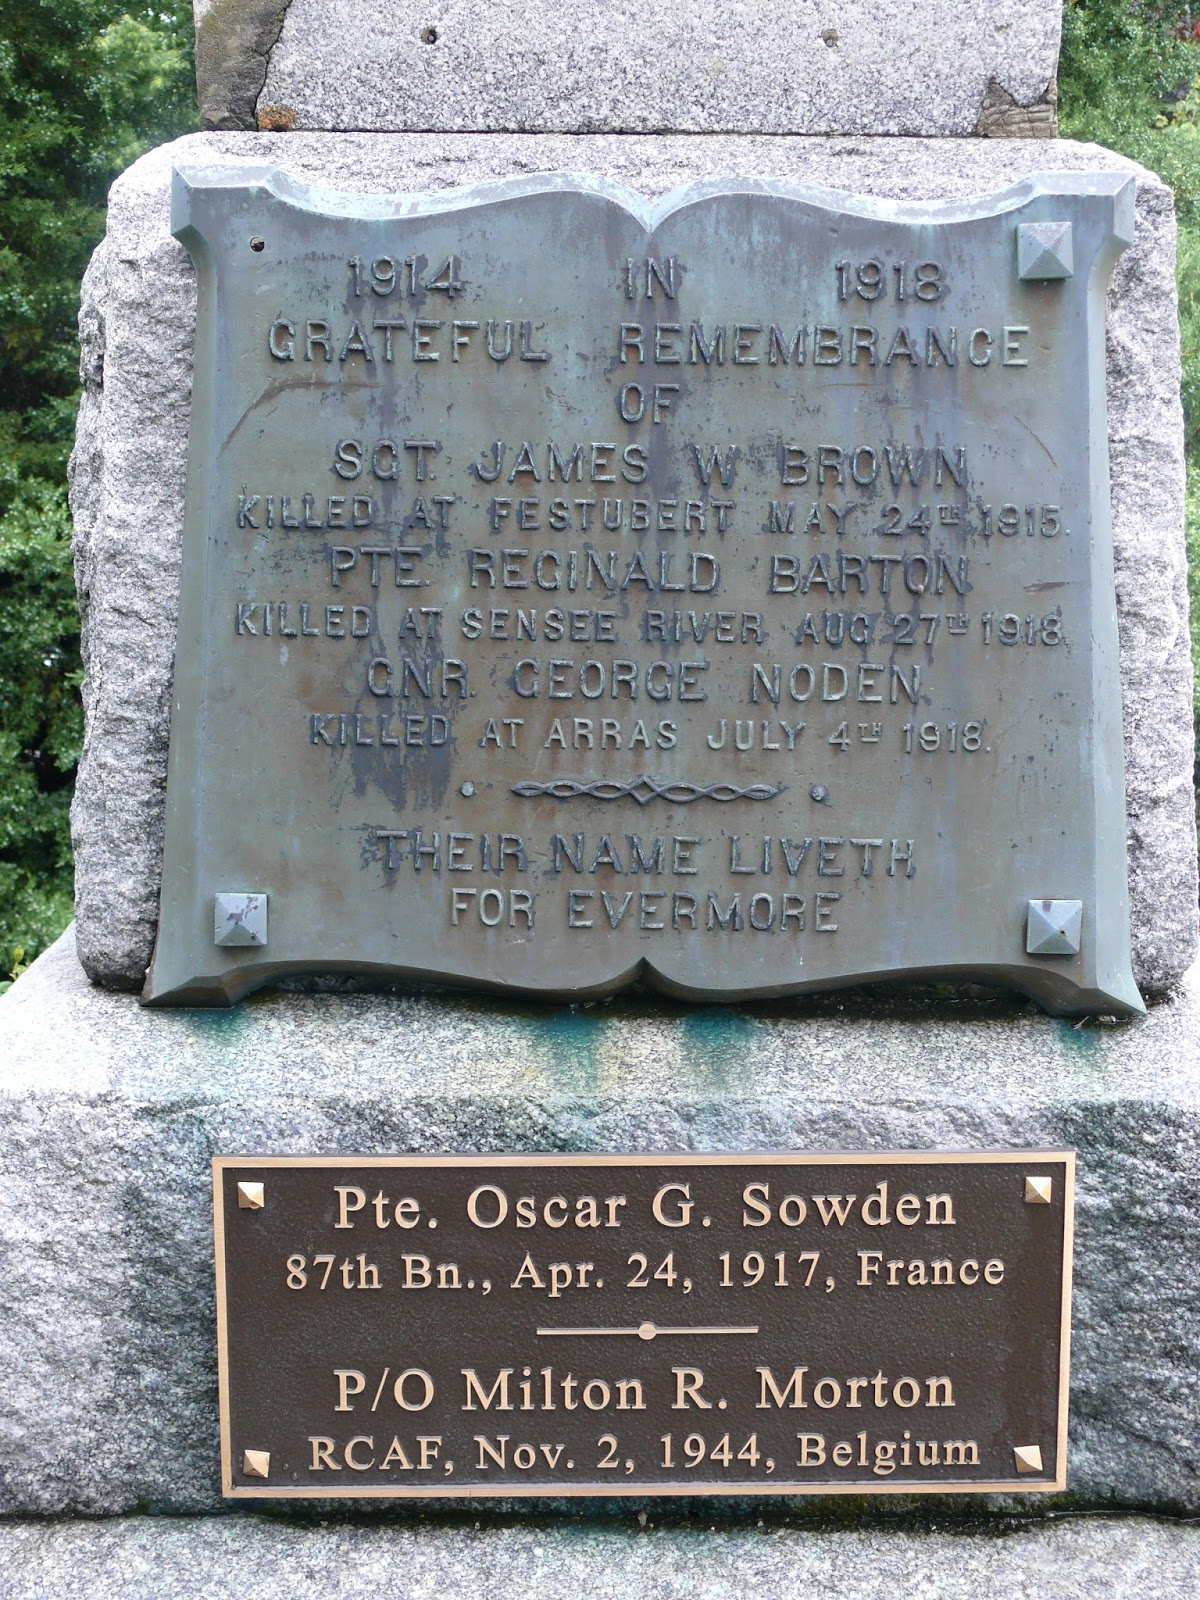 1914 IN 1918
GRATEFUL REMEMBRANCE
OF
SGT. JAMES W BROWN
KILLED AT FESTUBERT MAY 24TH 1915.
PTE. REGINALD BARTON
KILLED AT SENSEE RIVER AUG 27TH 1918
GNR. GEORGE NODEN
KILLED AT ARRAS JULY 4TH 1918.
THEIR NAME LIVETH
FOR EVERMORE
Pte. Oscar G. Sowden
87th Bn., Apr. 24, 1917, France
P/O Milton R. Morton
RCAF, Nov. 2, 1944, Belgium